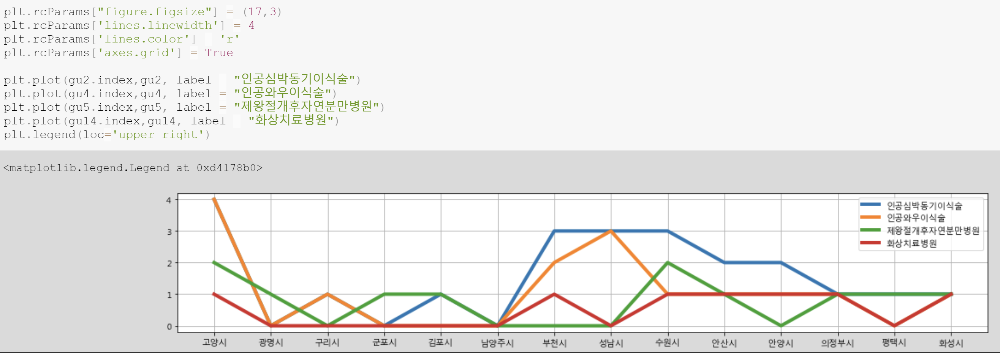 plt.rcParams["figure.figsize"] = (17,3)
plt.rcParams['lines.linewidth'] = 4
plt.rcParams['lines.color'] = 'r'
plt.rcParams['axes.grid'] = True
plt.plot(gu2.index,gu2, label = "인공심박동기이식술")
plt.plot(gu4.index,gu4, label = "인공와우이식술")
plt.plot(gu5.index,gu5, label = "제왕절개후자연분만병원")
plt.plot(gu14.index,gu14, label = "화상치료병원")
plt.legend(loc='upper right')
<matplotlib.legend.Legend at 0xd4178b0>
4
3
2
1
0
인공심박동기이식술
인공와우이식술
제왕절개후자연분만병원
화상치료병원
고양시 광명시 구리시 군포시 김포시 남양주시 부천시 성남시 수원시 안산시 안양시 의정부시 평택시 화성시